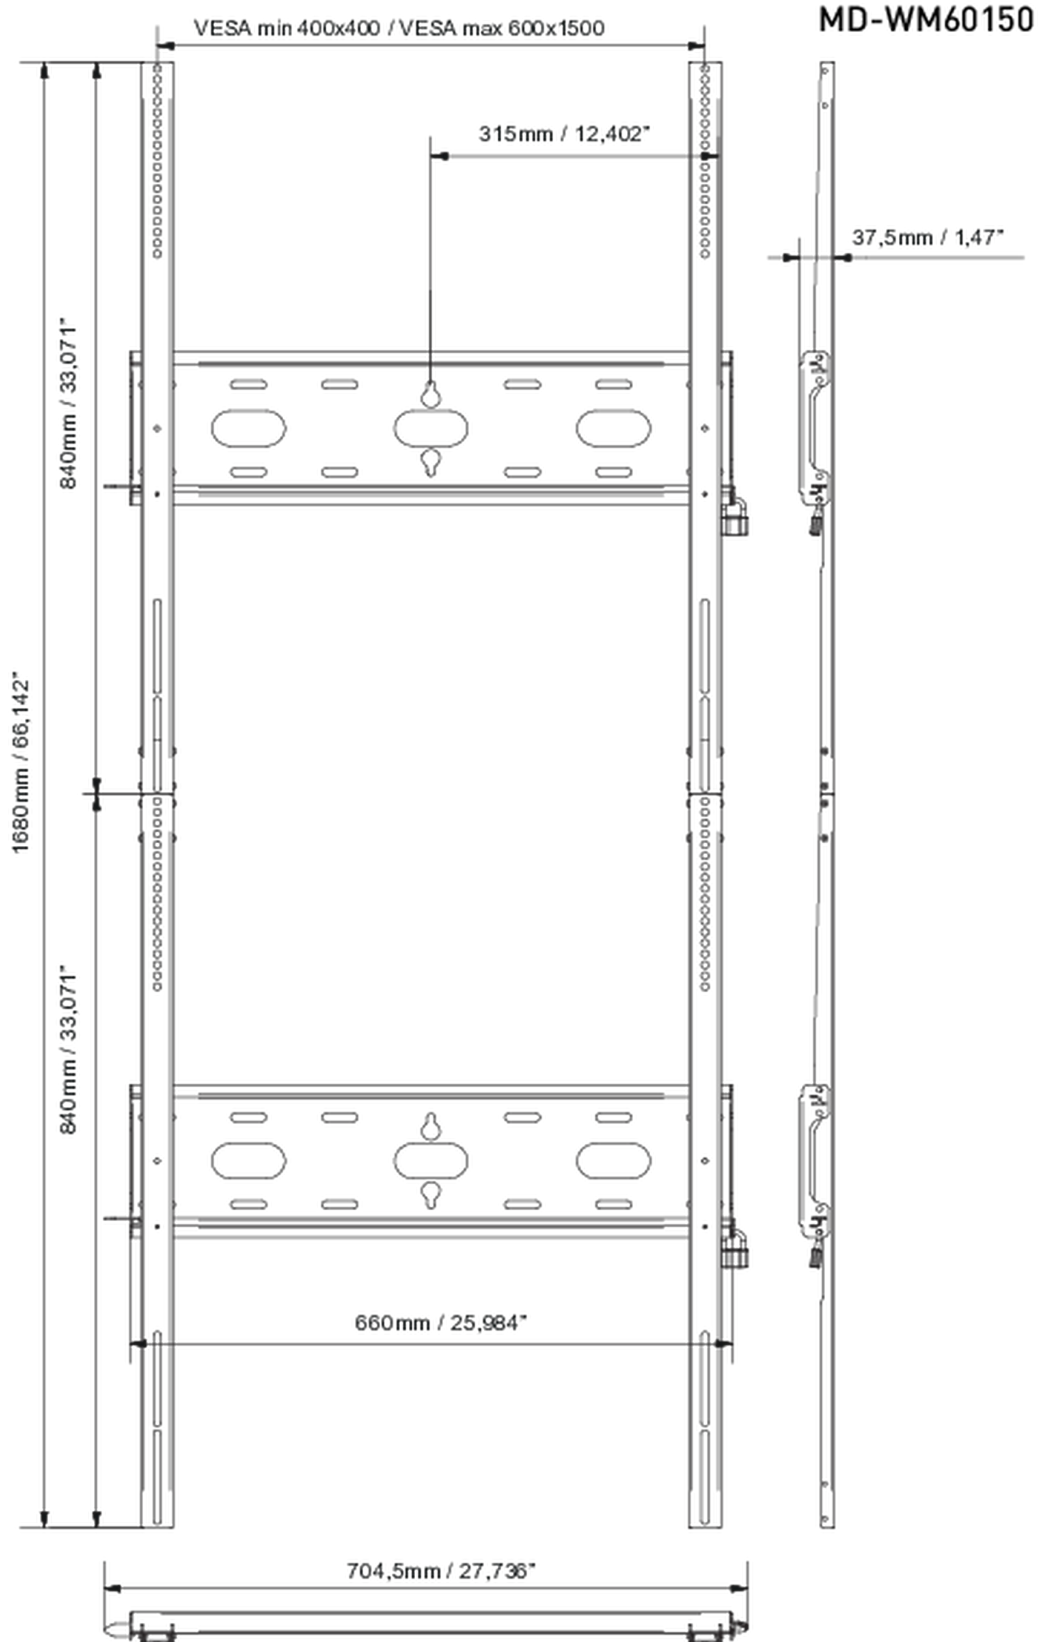 MD-WM60150
VESA min 400x400 / VESA max 600x1500
315mm / 12,402”
37,5mm / 1,47”
840mm / 33,071”
1680mm / 66,142”
840mm / 33,071”
660mm / 25,984”
704,5mm / 27,736”